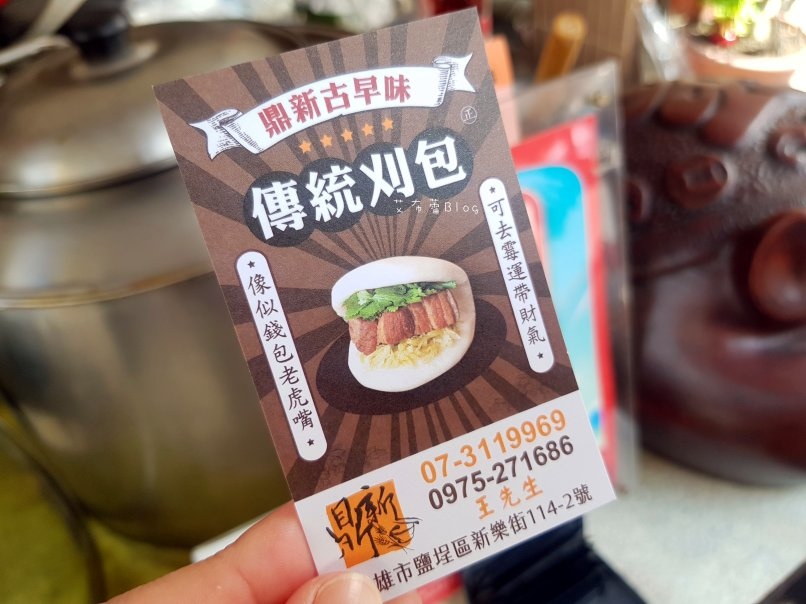 鼎新古早味
正
傳統刈包
艾布蕾Blog
可去霉運帶財氣
像似錢包老虎嘴
07-3119969
0975-271686
王先生
鼎新
雄市鹽埕區新樂街114-2號